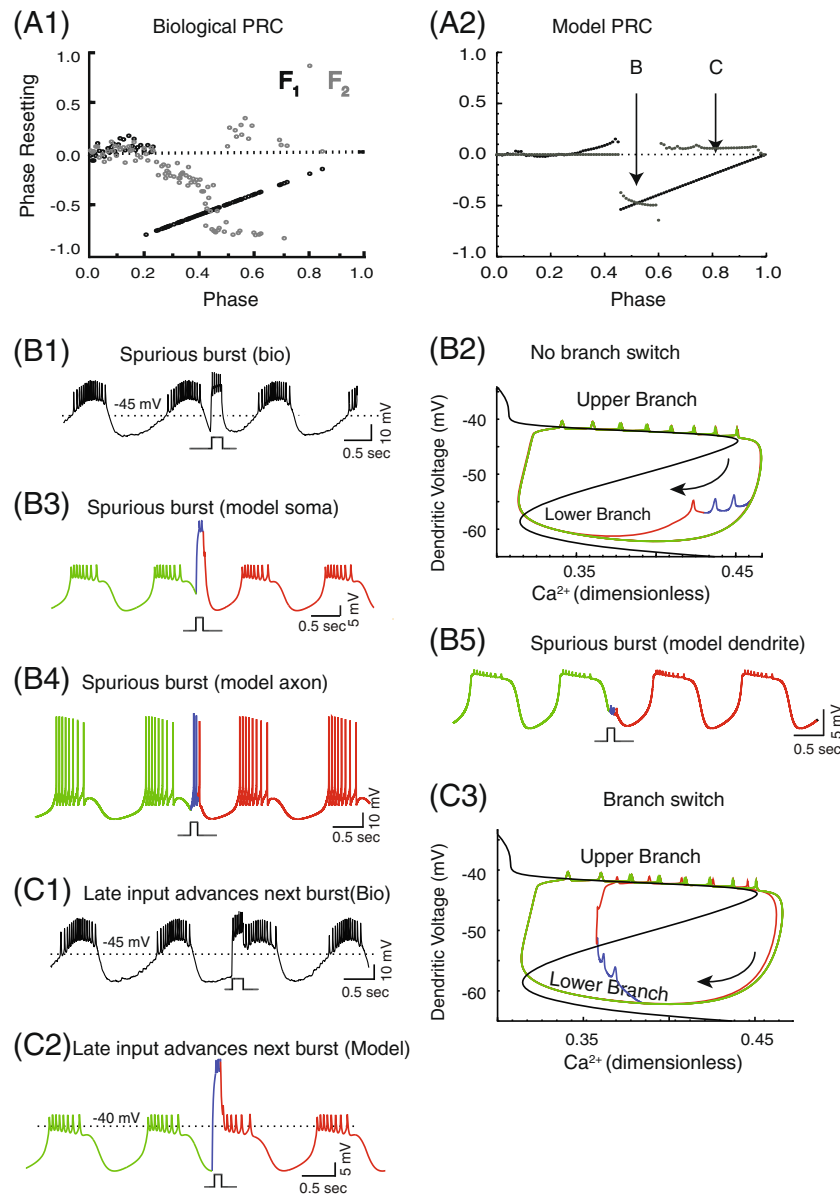 (A1) Biological PRC
1.0
0.5
0.0
-0.5
-1.0
Phase Resetting
F1 F2
0.0 0.2 0.4 0.6 0.8 1.0
Phase
(A2) Model PRC
1.0
0.5
0.0
-0.5
-1.0
B C
0.0 0.2 0.4 0.6 0.8 1.0
Phase
(B1) Spurious burst (bio)
-45 mV
0.5 sec
10 mV
(B2) No branch switch
Upper Branch
Lower Branch
-40
-50
-60
Dendritic Voltage (mV)
0.35 0.45
Ca2+ (dimensionless)
(B3) Spurious burst (model soma)
0.5 sec
5 mV
(B4) Spurious burst (model axon)
0.5 sec
10 mV
(B5) Spurious burst (model dendrite)
0.5 sec
5 mV
(C1) Late input advances next burst(Bio)
-45 mV
0.5 sec
10 mV
(C2) Late input advances next burst (Model)
-40 mV
0.5 sec
5 mV
(C3) Branch switch
Upper Branch
Lower Branch
-40
-50
-60
Dendritic Voltage (mV)
0.35 0.45
Ca2+ (dimensionless)